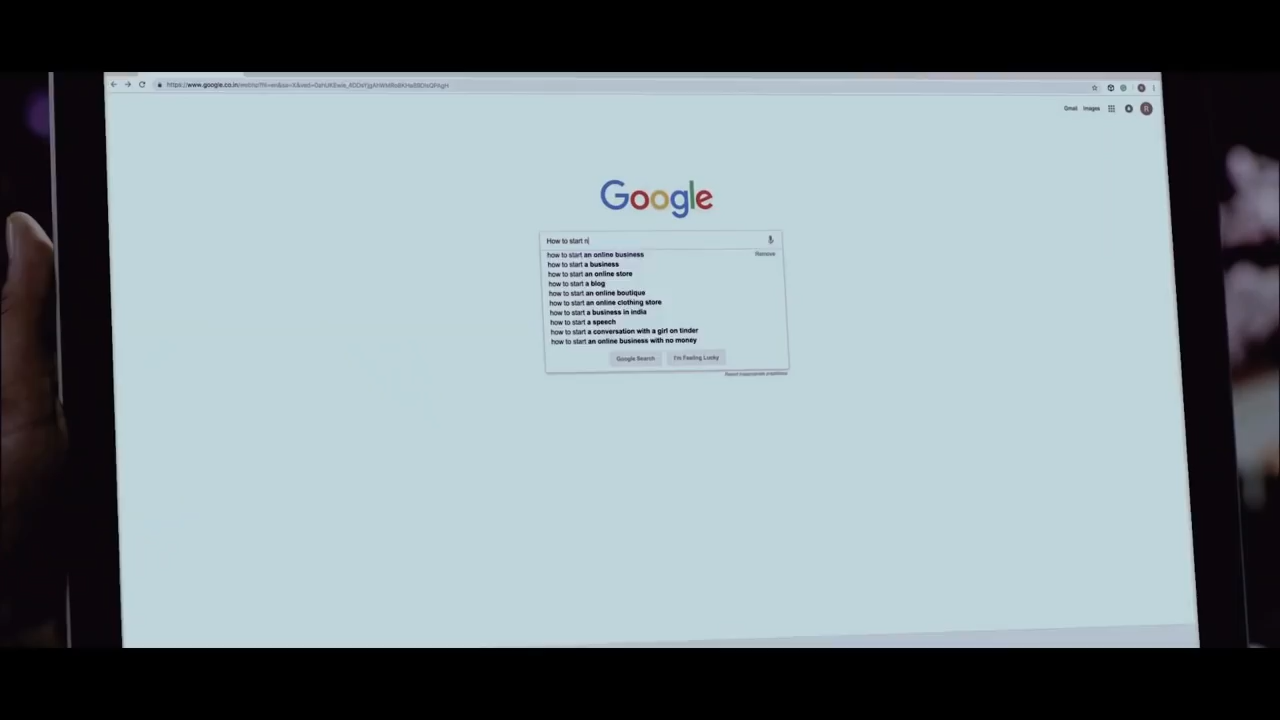 Gmail Images
Google
How to start n
how to start an online business
Remove
how to start a business
how to start an online store
how to start a blog
how to start an online boutique
how to start an online clothing store
how to start a business in india
how to start a speech
how to start a conversation with a girl on tinder
how to start an online business with no money
Google Search I'm Feeling Lucky
Report inappropriate predictions